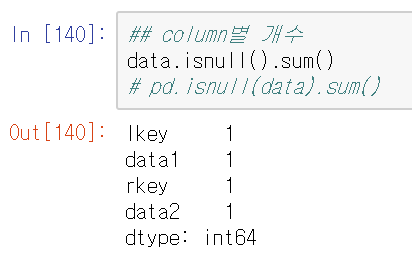 In [140]: ## column별 개수
data.isnull().sum()
# pd.isnull(data).sum()
Out[140]: lkey 1
data1 1
rkey 1
data2 1
dtype: int64